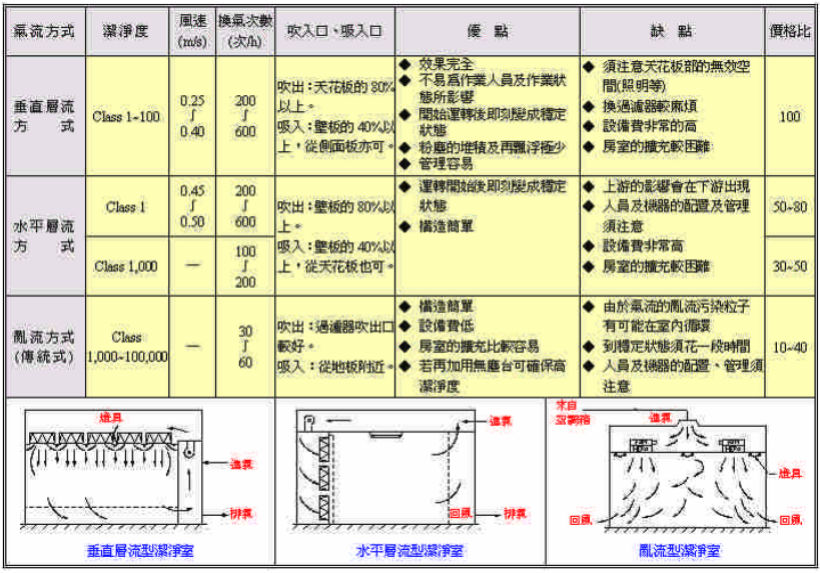 氣流方式 潔淨度 風速 (m/s) 換氣次數 (次/h) 吹入口、吸入口 優 點 缺 點 價格比
垂直層流
方 式
Class 1~100
0.25
∫
0.40
200
∫
600
吹出：天花板的 80%
以上。
吸入：壁板的 40%以
上，從側面板亦可。
◆ 效果完全
◆ 不易爲作業人員及作業狀
態所影響
◆ 開始運轉後即刻變成穩定
狀態
◆ 粉塵的堆積及再飄浮極少
◆ 管理容易
◆ 須注意天花板部的無效空
間(照明等)
◆ 換過濾器較麻煩
◆ 設備費非常的高
◆ 房室的擴充較困難
100
水平層流
方 式
Class 1
0.45
∫
0.50
200
∫
600
吹出：壁板的 80%以
上。
吸入：壁板的 40%以
上，從天花板也可。
◆ 運轉開始後即刻變成穩定
狀態
◆ 構造簡單
◆ 上游的影響會在下游出現
◆ 人員及機器的配置及管理
須注意
◆ 設備費非常高
◆ 房室的擴充較困難
50~80
Class 1,000
—
100
∫
200
30~50
亂流方式
(傳統式)
Class
1,000~100,000
—
30
∫
60
吹出：過濾器吹出口
較好。
吸入：從地板附近。
◆ 構造簡單
◆ 設備費低
◆ 房室的擴充比較容易
◆ 若再加用無塵台可確保高
潔淨度
◆ 由於氣流的亂流污染粒子
有可能在室內循環
◆ 到穩定狀態須花一段時間
◆ 人員及機器的配置、管理須
注意
10~40
燈具
進氣
排氣
垂直層流型潔淨室
進氣
回風
排氣
水平層流型潔淨室
來自
空調箱
進氣
燈具
回風
回風
亂流型潔淨室